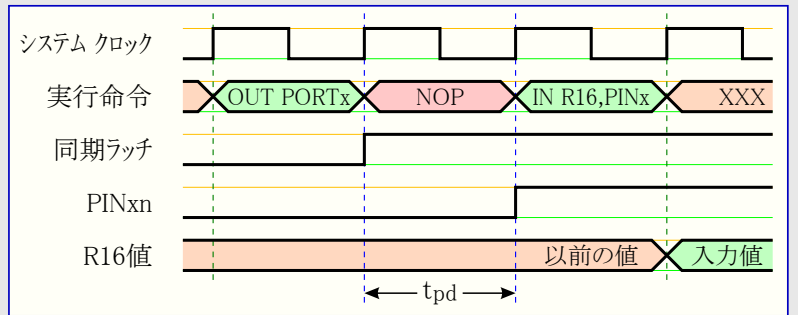 システム クロック
実行命令 OUT PORTx NOP IN R16,PINx XXX
同期ラッチ
PINxn
R16値 以前の値 入力値
tpd